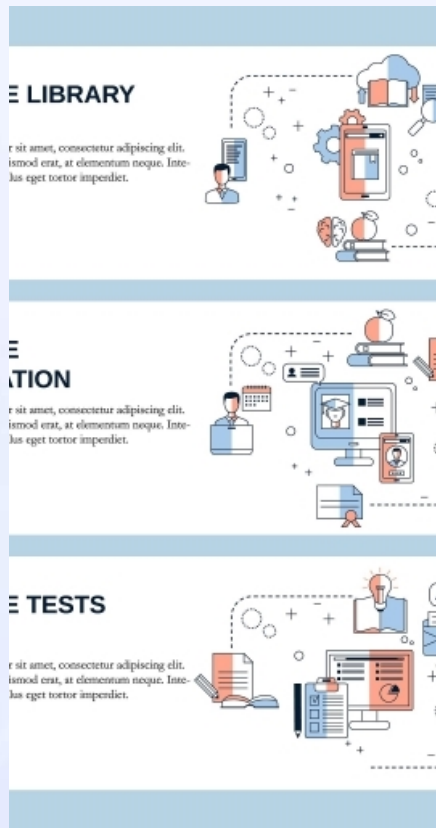 E LIBRARY
r sit amet, consectetur adipiscing elit.
ismod erat, at elementum neque. Inte-
lus eget tortor imperdiet.
E
ATION
r sit amet, consectetur adipiscing elit.
ismod erat, at elementum neque. Inte-
lus eget tortor imperdiet.
E TESTS
r sit amet, consectetur adipiscing elit.
ismod erat, at elementum neque. Inte-
lus eget tortor imperdiet.